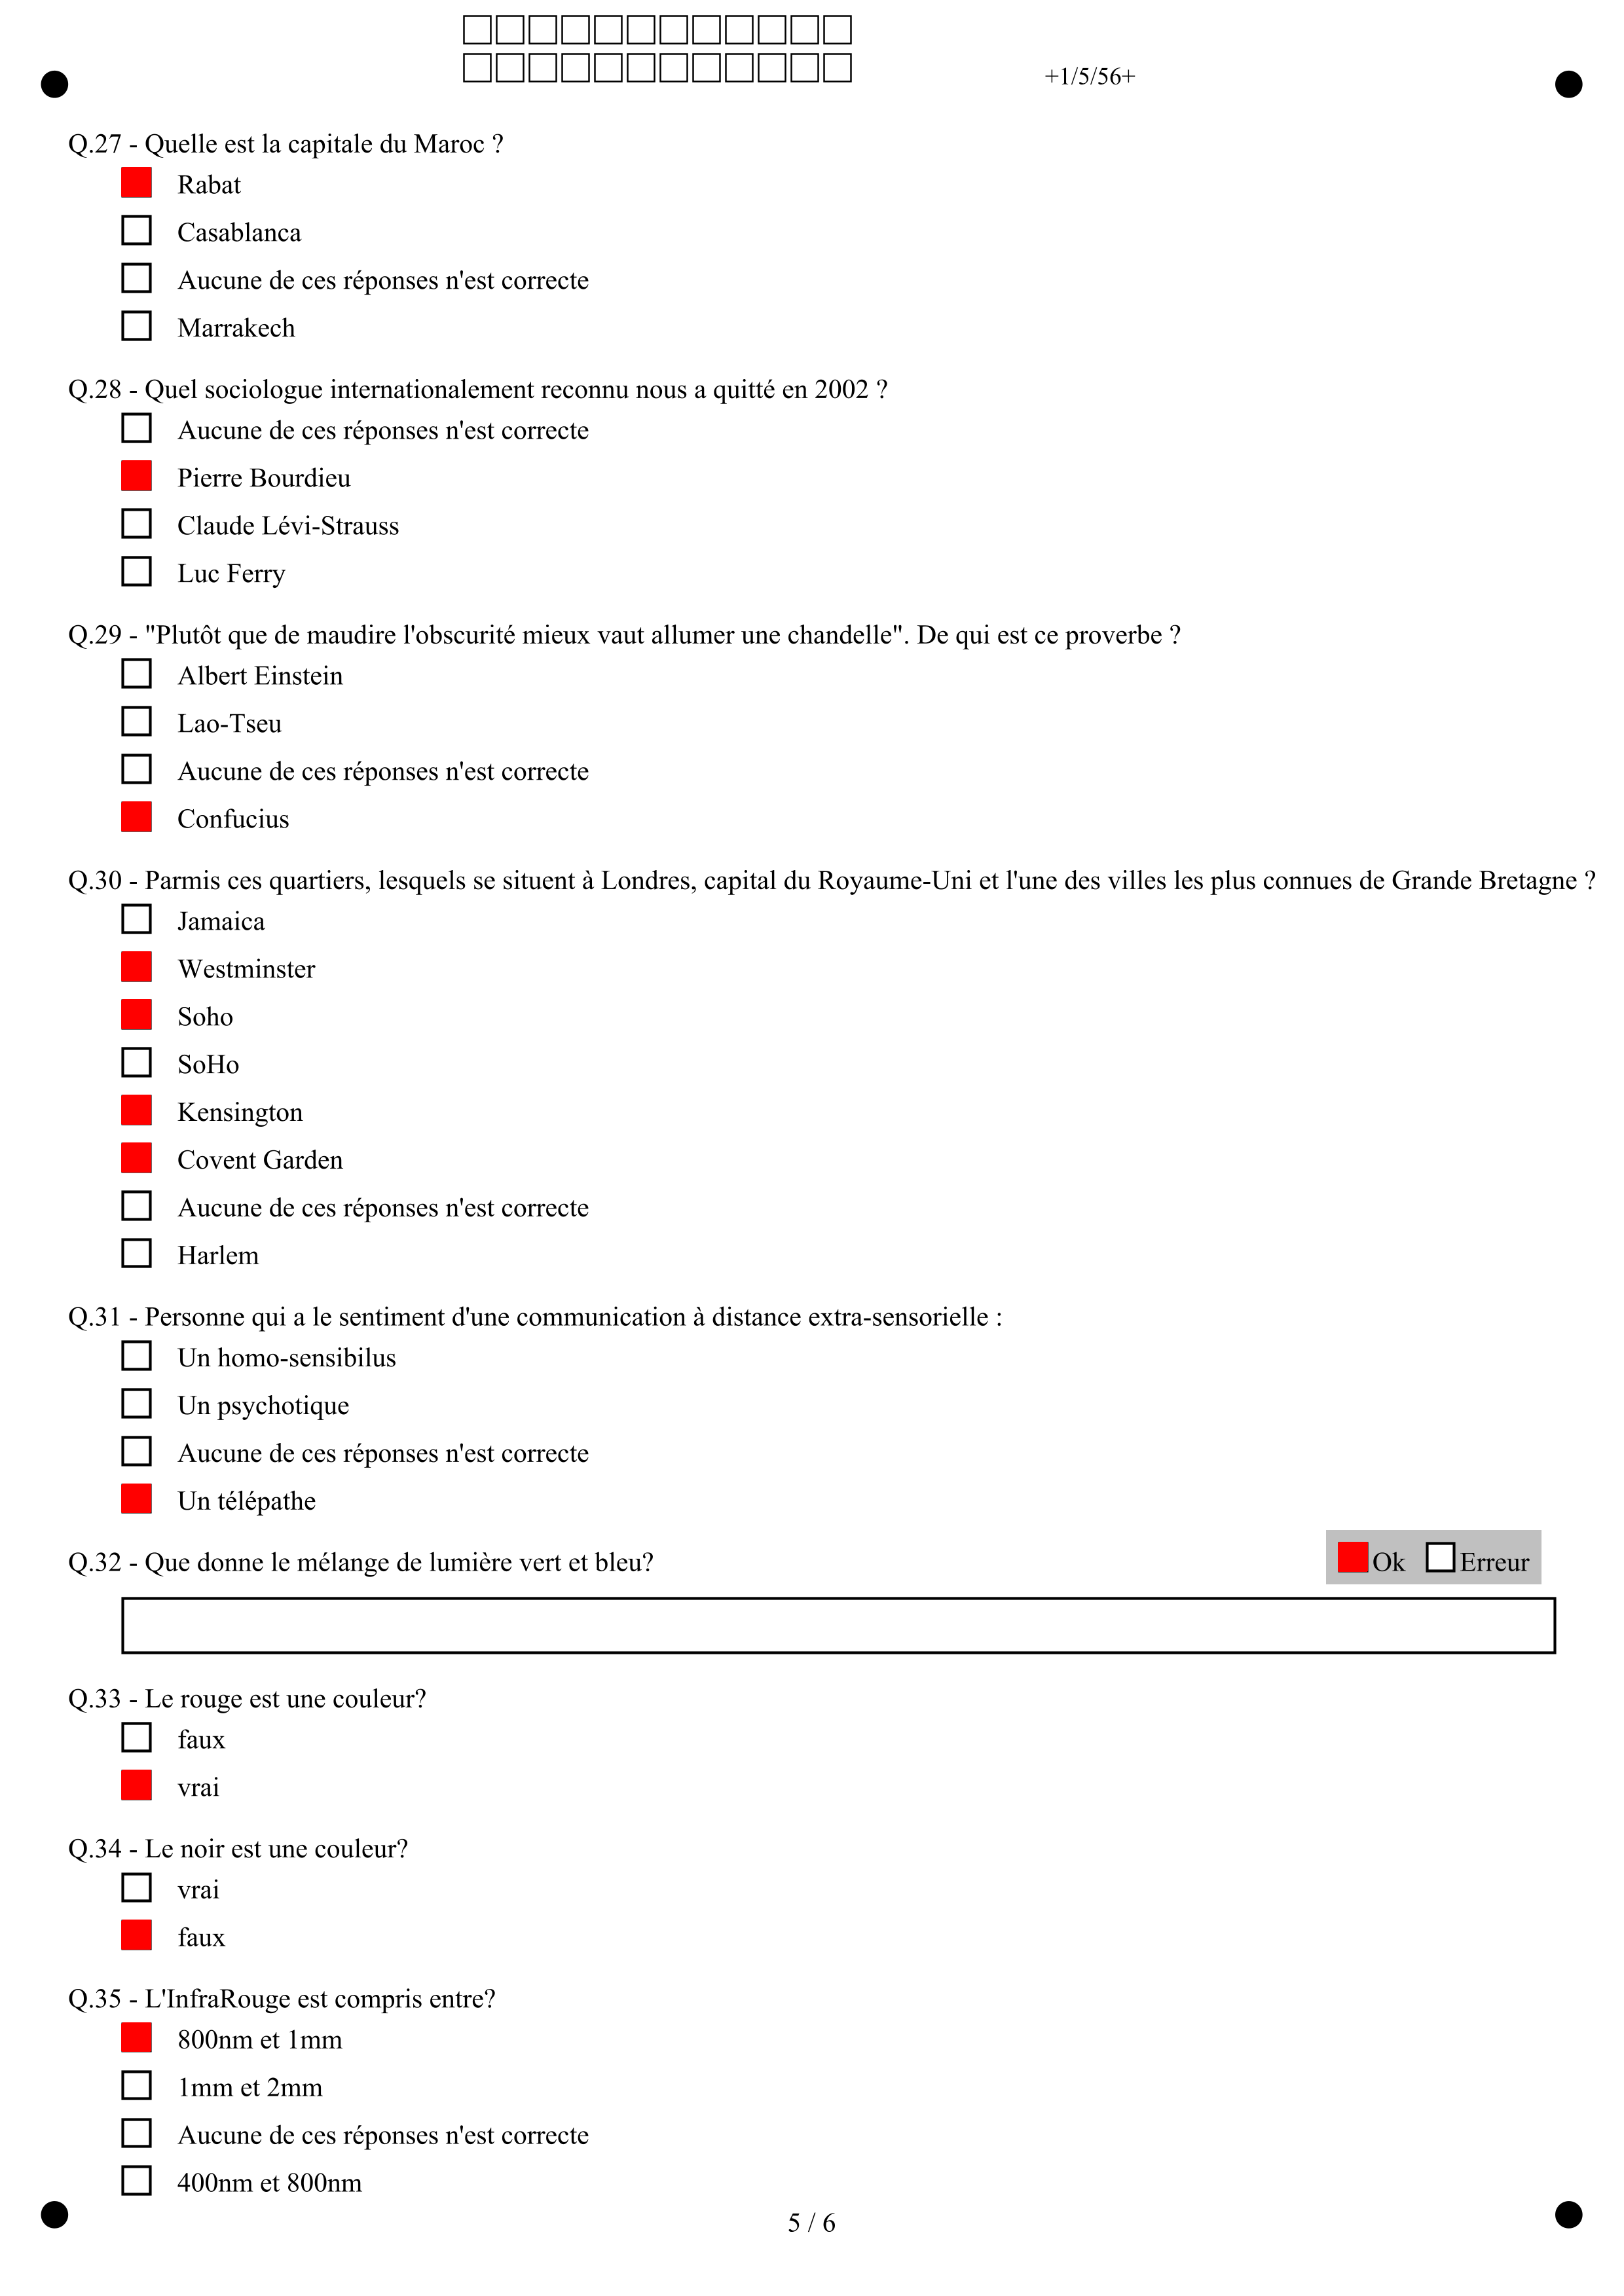 +1/5/56+
Q.27 - Quelle est la capitale du Maroc ?
Rabat
Casablanca
Aucune de ces réponses n'est correcte
Marrakech
Q.28 - Quel sociologue internationalement reconnu nous a quitté en 2002 ?
Aucune de ces réponses n'est correcte
Pierre Bourdieu
Claude Lévi-Strauss
Luc Ferry
Q.29 - "Plutôt que de maudire l'obscurité mieux vaut allumer une chandelle". De qui est ce proverbe ?
Albert Einstein
Lao-Tseu
Aucune de ces réponses n'est correcte
Confucius
Q.30 - Parmis ces quartiers, lesquels se situent à Londres, capital du Royaume-Uni et l'une des villes les plus connues de Grande Bretagne ?
Jamaica
Westminster
Soho
SoHo
Kensington
Covent Garden
Aucune de ces réponses n'est correcte
Harlem
Q.31 - Personne qui a le sentiment d'une communication à distance extra-sensorielle :
Un homo-sensibilus
Un psychotique
Aucune de ces réponses n'est correcte
Un télépathe
Q.32 - Que donne le mélange de lumière vert et bleu? Ok Erreur
Q.33 - Le rouge est une couleur?
faux
vrai
Q.34 - Le noir est une couleur?
vrai
faux
Q.35 - L'InfraRouge est compris entre?
800nm et 1mm
1mm et 2mm
Aucune de ces réponses n'est correcte
400nm et 800nm
5 / 6